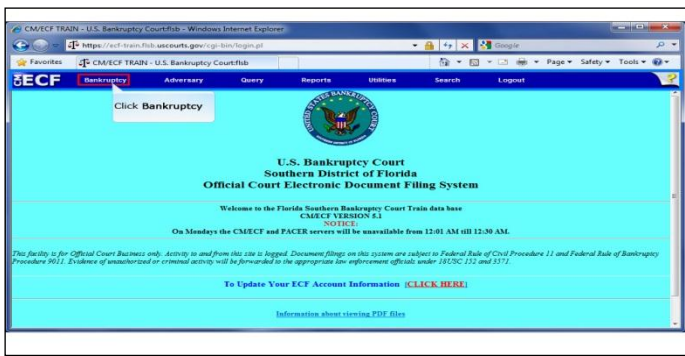 CM/ECF TRAIN - U.S. Bankruptcy Court:flsb - Windows Internet Explorer
https://ecf-train.flsb.uscourts.gov/cgi-bin/login.pl
Google
Favorites CM/ECF TRAIN - U.S. Bankruptcy Court:flsb
Page Safety Tools
ECF Bankruptcy Adversary Query Reports Utilities Search Logout ?
Click Bankruptcy
U.S. Bankruptcy Court
Southern District of Florida
Official Court Electronic Document Filing System
Welcome to the Florida Southern Bankruptcy Court Train data base
CM/ECF VERSION 5.1
NOTICE:
On Mondays the CM/ECF and PACER servers will be unavailable from 12:01 AM till 12:30 AM.
This facility is for Official Court Business only. Activity to and from this site is logged. Document filings on this system are subject to Federal Rule of Civil Procedure 11 and Federal Rule of Bankruptcy
Procedure 9011. Evidence of unauthorized or criminal activity will be forwarded to the appropriate law enforcement officials under 18USC 152 and 3571.
To Update Your ECF Account Information [CLICK HERE]
Information about viewing PDF files